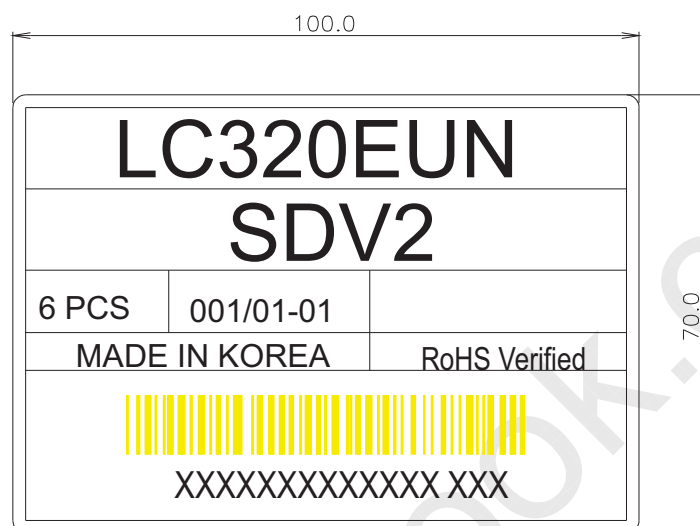 100.0
LC320EUN
SDV2
6 PCS 001/01-01
70.0
MADE IN KOREA RoHS Verified
XXXXXXXXXXXXX XXX